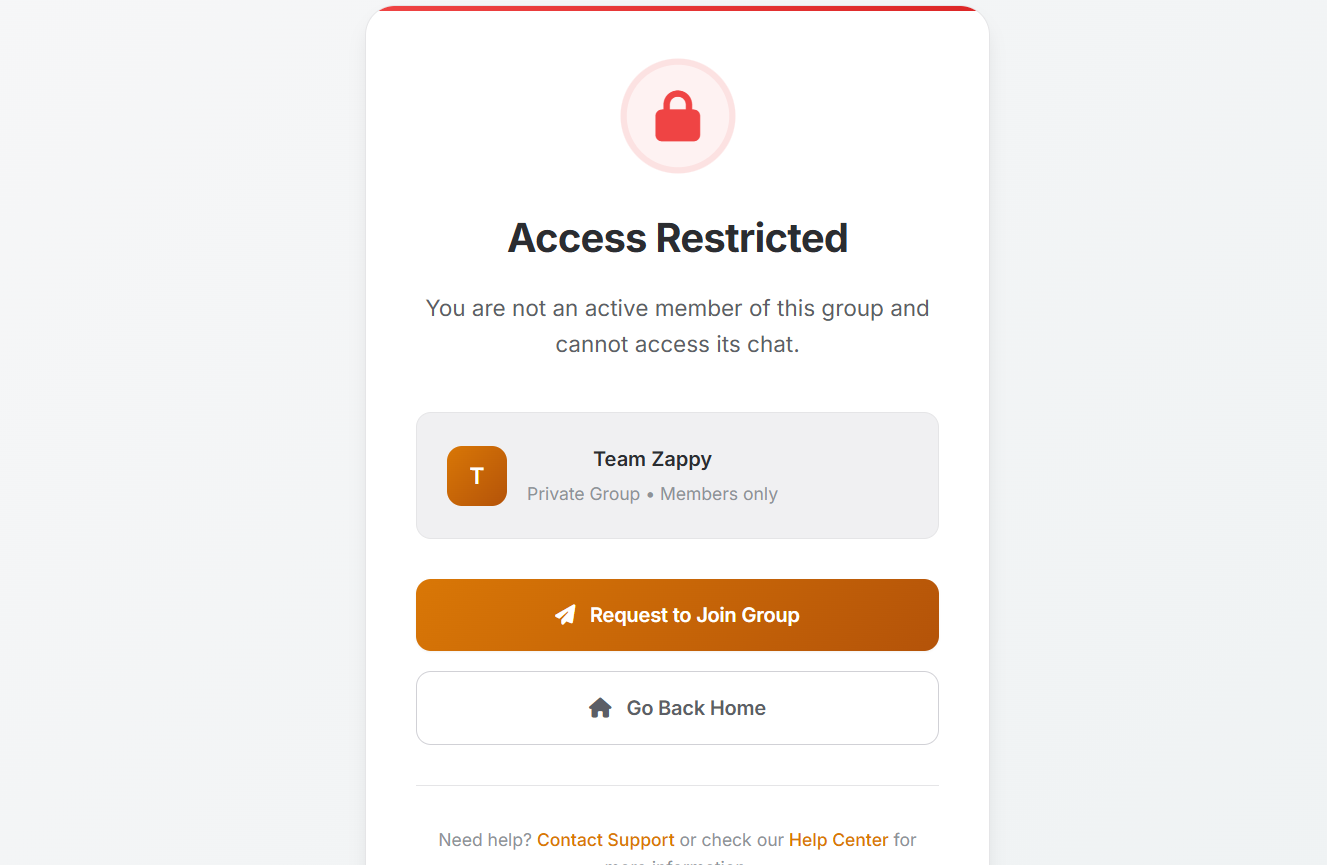 Access Restricted
You are not an active member of this group and
cannot access its chat.
T
Team Zappy
Private Group • Members only
Request to Join Group
Go Back Home
Need help? Contact Support or check our Help Center for
more information